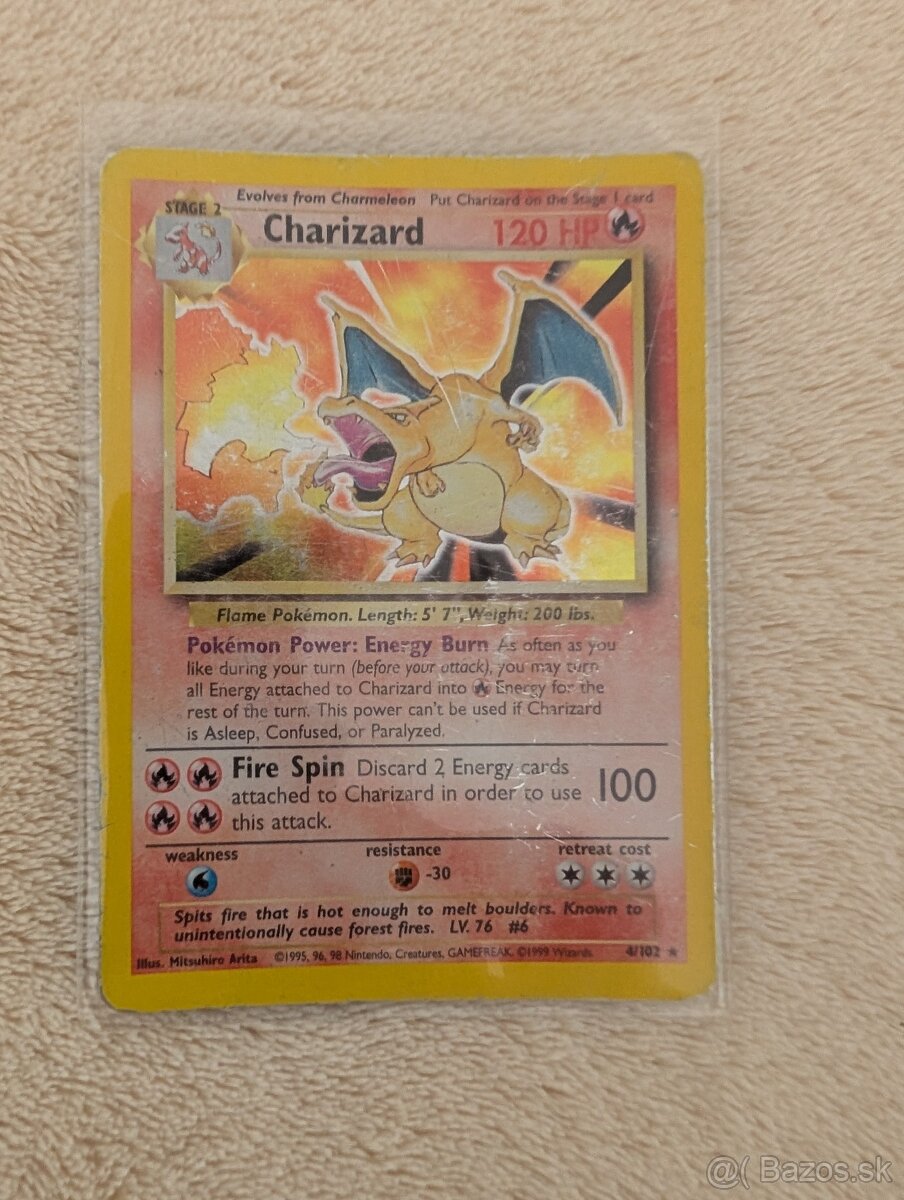 Evolves from Charmeleon Put Charizard on the Stage 1 card
STAGE 2
Charizard 120 HP
Flame Pokémon. Length: 5' 7", Weight: 200 lbs.
Pokémon Power: Energy Burn As often as you
like during your turn (before your attack), you may turn
all Energy attached to Charizard into Energy for the
rest of the turn. This power can't be used if Charizard
is Asleep, Confused, or Paralyzed.
Fire Spin Discard 2 Energy cards
attached to Charizard in order to use 100
this attack.
weakness resistance retreat cost
-30
Spits fire that is hot enough to melt boulders. Known to
unintentionally cause forest fires. LV. 76 #6
Illus. Mitsuhiro Arita ©1995, 96, 98 Nintendo, Creatures, GAMEFREAK. ©1999 Wizards. 4/102 ★
@( Bazos.sk